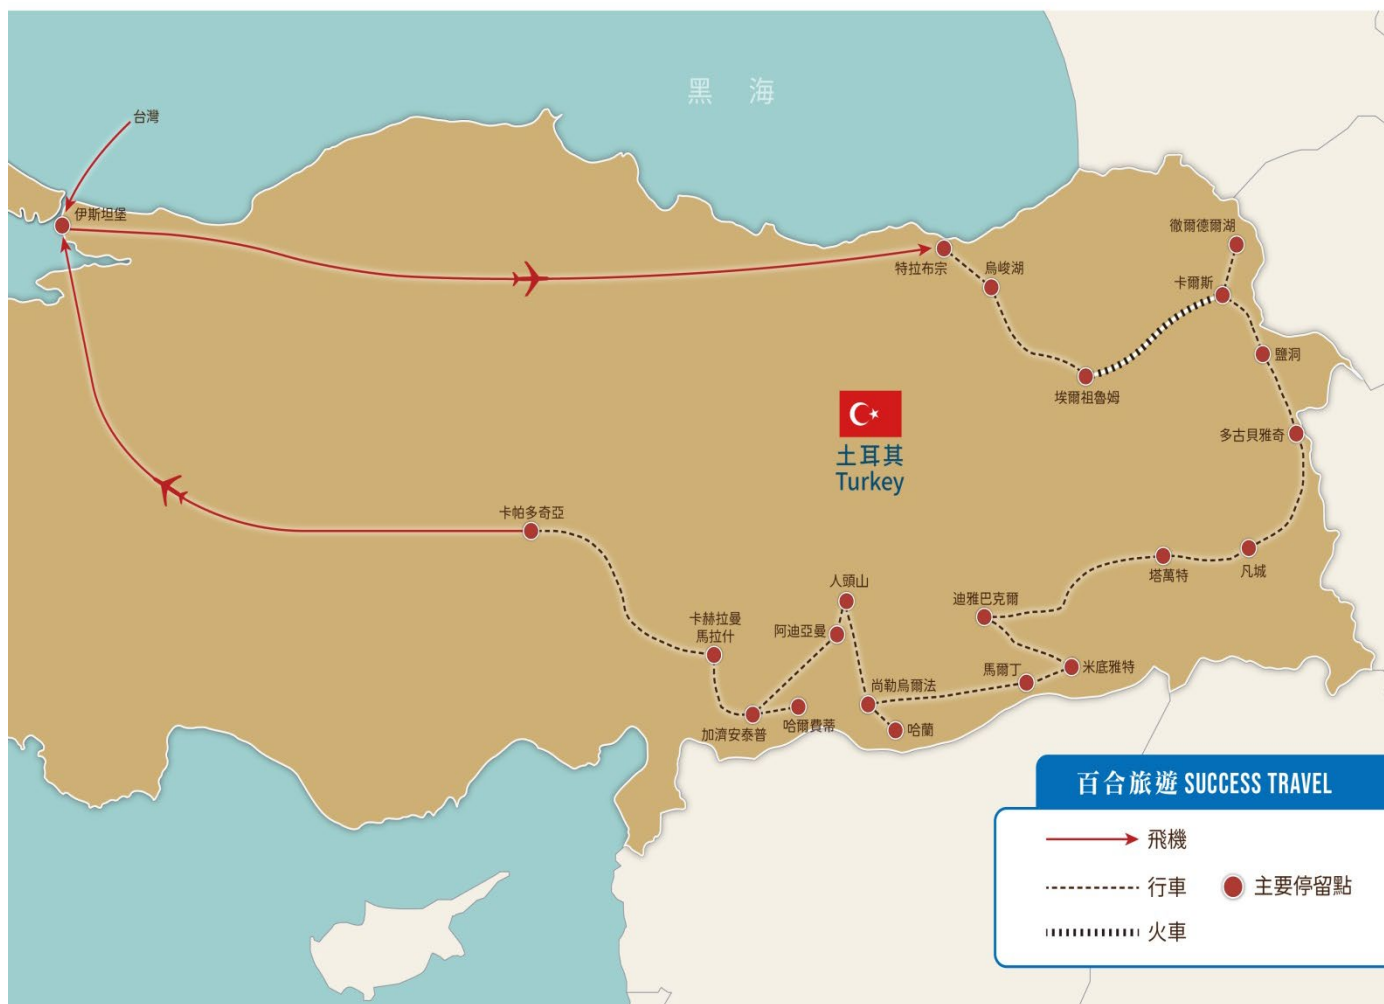 黑 海
台灣
伊斯坦堡
徹爾德爾湖
特拉布宗
烏峻湖
卡爾斯
鹽洞
埃爾祖魯姆
多古貝雅奇
土耳其
Turkey
卡帕多奇亞
凡城
塔萬特
人頭山
迪雅巴克爾
卡赫拉曼
馬拉什
阿迪亞曼
馬爾丁
米底雅特
尚勒烏爾法
加濟安泰普
哈爾費蒂
哈蘭
百合旅遊 SUCCESS TRAVEL
飛機
行車
主要停留點
火車